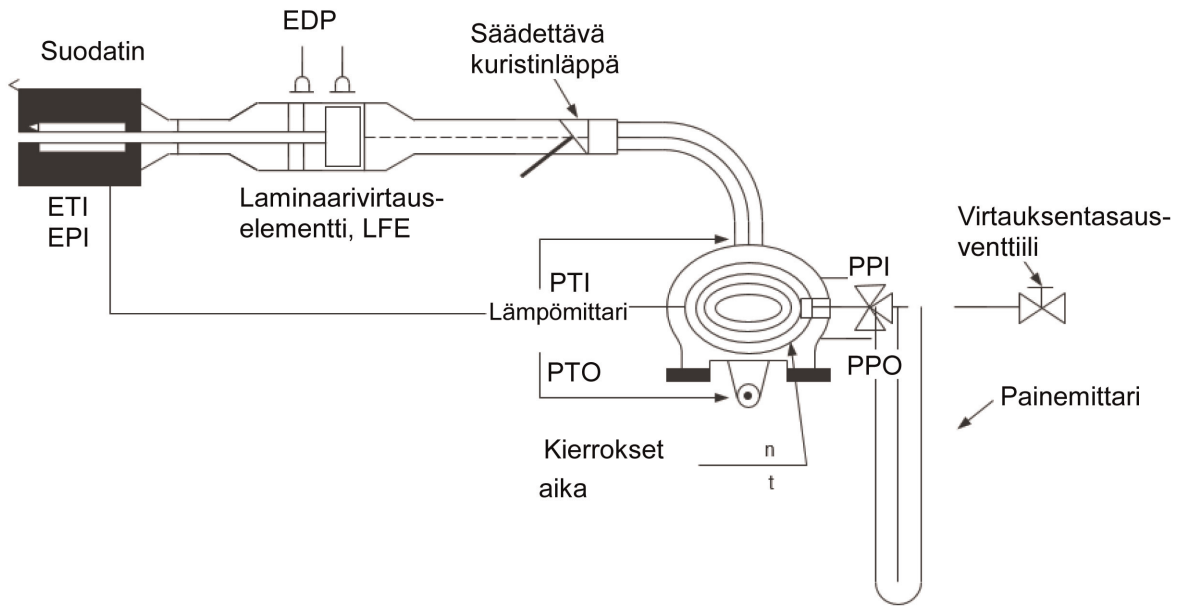 EDP
Suodatin
Säädettävä
kuristinläppä
ETI
EPI
Laminaarivirtaus-
elementti, LFE
Virtauksentasaus-
venttiili
PTI
Lämpömittari
PPI
PTO
PPO
Painemittari
Kierrokset
n
aika
t